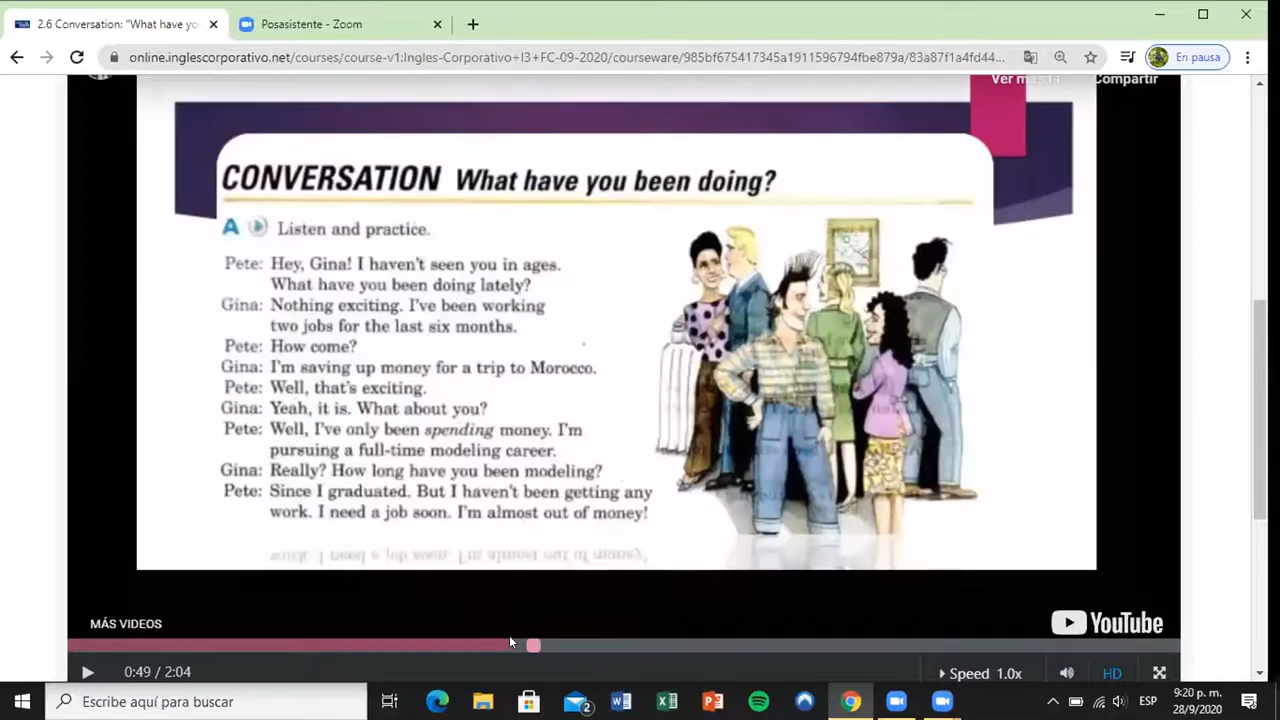 2.6 Conversation: "What have yo
Posasistente - Zoom
online.inglescorporativo.net/courses/course-v1:Ingles-Corporativo+I3+FC-09-2020/courseware/985bf675417345a1911596794fbe879a/83a87f1a4fd44...
En pausa
Compartir
CONVERSATION What have you been doing?
A Listen and practice.
Pete: Hey, Gina! I haven't seen you in ages.
What have you been doing lately?
Gina: Nothing exciting. I've been working
two jobs for the last six months.
Pete: How come?
Gina: I'm saving up money for a trip to Morocco.
Pete: Well, that's exciting.
Gina: Yeah, it is. What about you?
Pete: Well, I've only been spending money. I'm
pursuing a full-time modeling career.
Gina: Really? How long have you been modeling?
Pete: Since I graduated. But I haven't been getting any
work. I need a job soon. I'm almost out of money!
MÁS VIDEOS
YouTube
0:49 / 2:04
Speed 1.0x
HD
Escribe aquí para buscar
2
ESP
9:20 p. m.
28/9/2020